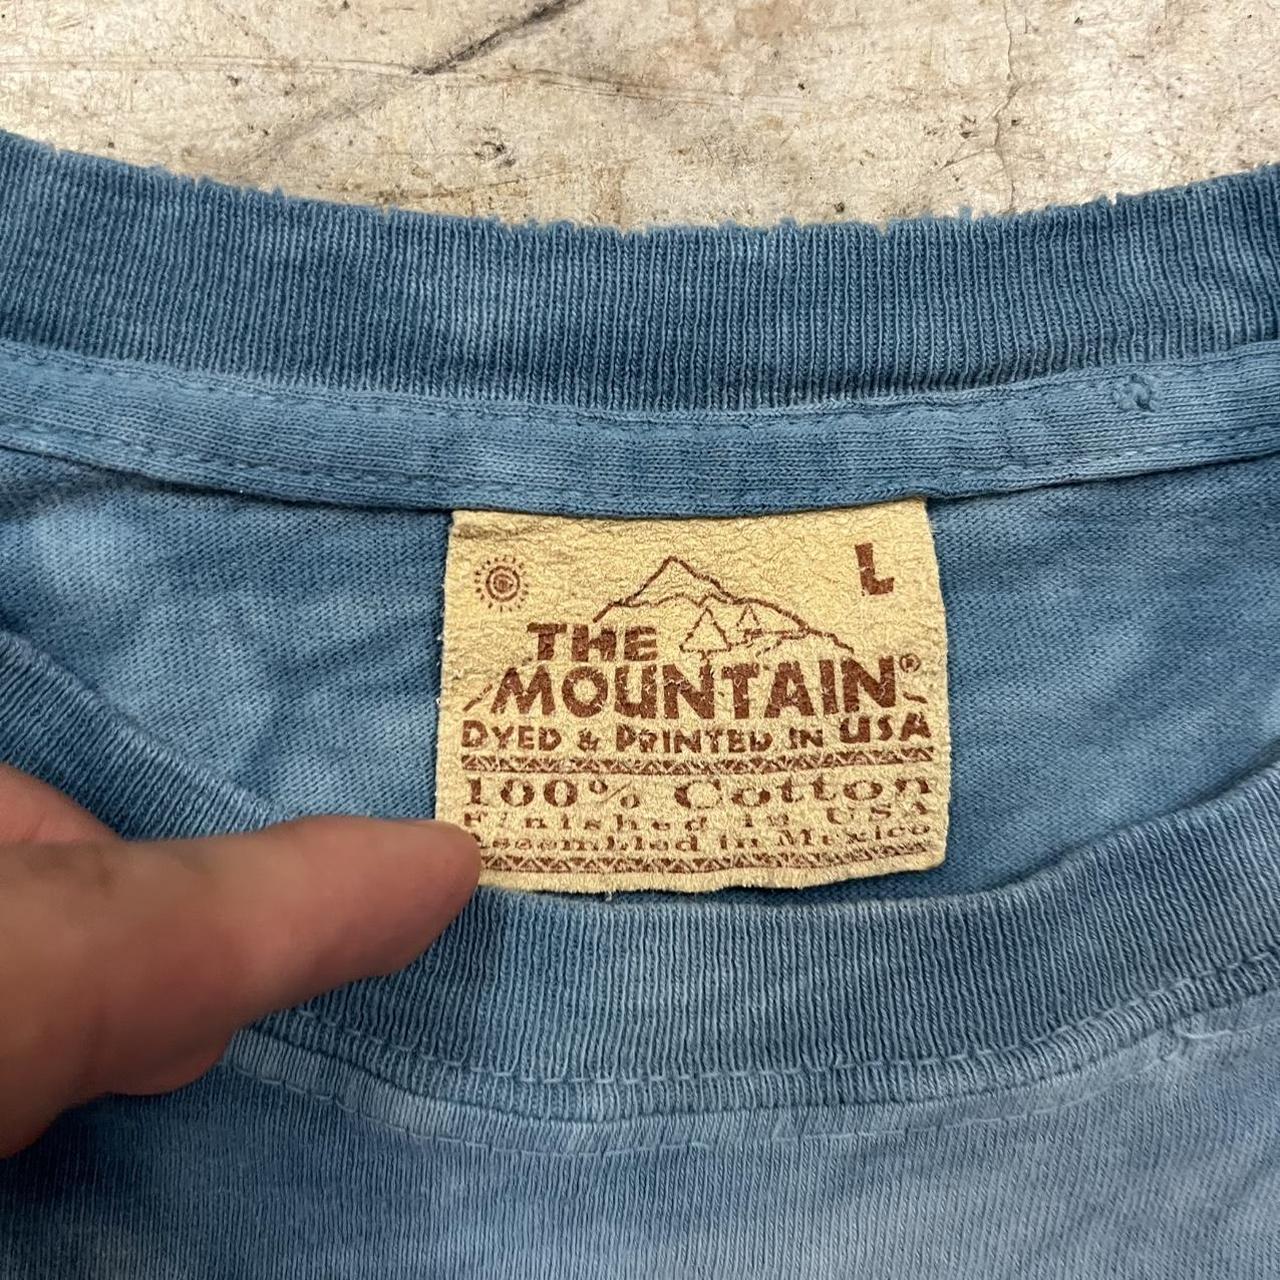 L
THE
MOUNTAIN®
DYED & PRINTED IN USA
100% Cotton
Finished in USA
Assembled in Mexico